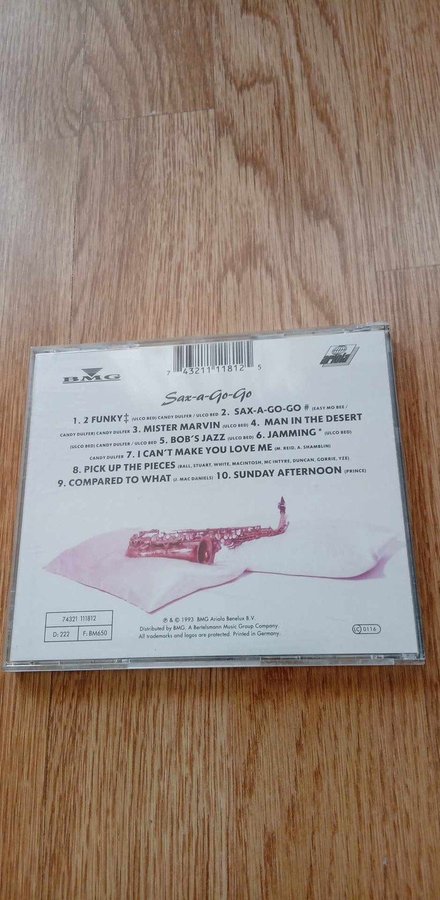 BMG
7 43211 11812 5
ariola
Sax-a-Go-Go
1. 2 FUNKY‡ (ULCO BED) CANDY DULFER / ULCO BED 2. SAX-A-GO-GO # (EASY MO BEE /
CANDY DULFER) CANDY DULFER 3. MISTER MARVIN (ULCO BED) 4. MAN IN THE DESERT
(ULCO BED) CANDY DULFER / ULCO BED 5. BOB'S JAZZ (ULCO BED) 6. JAMMING * (ULCO BED)
CANDY DULFER 7. I CAN'T MAKE YOU LOVE ME (M. REID, A. SHAMBLIN)
8. PICK UP THE PIECES (BALL, STUART, WHITE, MACINTOSH, MC INTYRE, DUNCAN, GORRIE, YZE)
9. COMPARED TO WHAT (J. MAC DANIELS) 10. SUNDAY AFTERNOON (PRINCE)
74321 111812
D: 222 F: BM650
℗ & © 1993 BMG Ariola Benelux B.V.
Distributed by BMG. A Bertelsmann Music Group Company.
All trademarks and logos are protected. Printed in Germany.
LC 0116